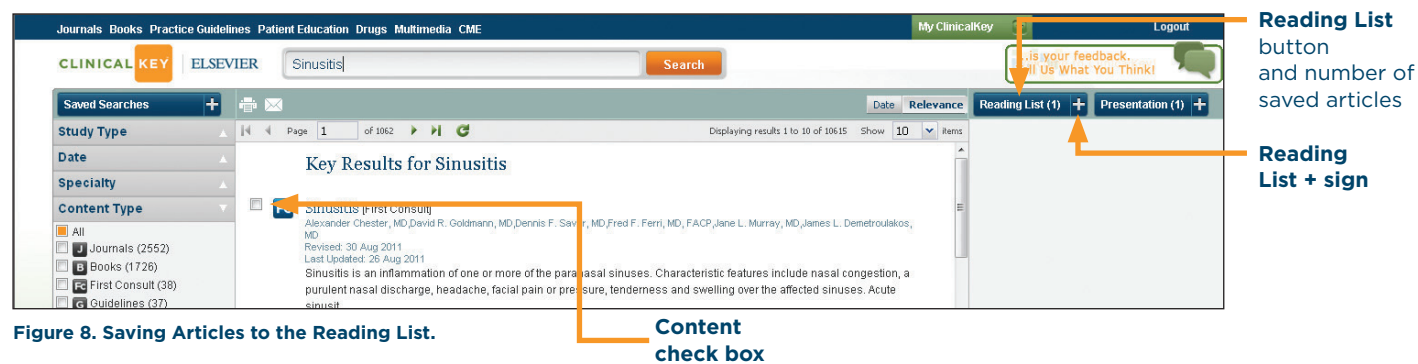 Journals Books Practice Guidelines Patient Education Drugs Multimedia CME
My ClinicalKey
Logout
CLINICAL KEY
ELSEVIER
Sinusitis
Search
is your feedback.
Us What You Think!
Saved Searches +
Date Relevance
Reading List (1) +
Presentation (1) +
Study Type
Date
Specialty
Content Type
All
J Journals (2552)
B Books (1726)
Fc First Consult (38)
G Guidelines (37)
Page 1 of 1062
Displaying results 1 to 10 of 10615 Show 10 items
Key Results for Sinusitis
Sinusitis [First Consult]
Alexander Chester, MD,David R. Goldmann, MD,Dennis F. MD,Fred F. Ferri, MD, FACP,Jane L. Murray, MD,James L. Demetroulakos,
MD
Revised: 30 Aug 2011
Last Updated: 26 Aug 2011
Sinusitis is an inflammation of one or more of the paranasal sinuses. Characteristic features include nasal congestion, a
purulent nasal discharge, headache, facial pain or pressure, tenderness and swelling over the affected sinuses. Acute
sinusit
Reading List
button
and number of
saved articles
Reading
List + sign
Content
check box
Figure 8. Saving Articles to the Reading List.